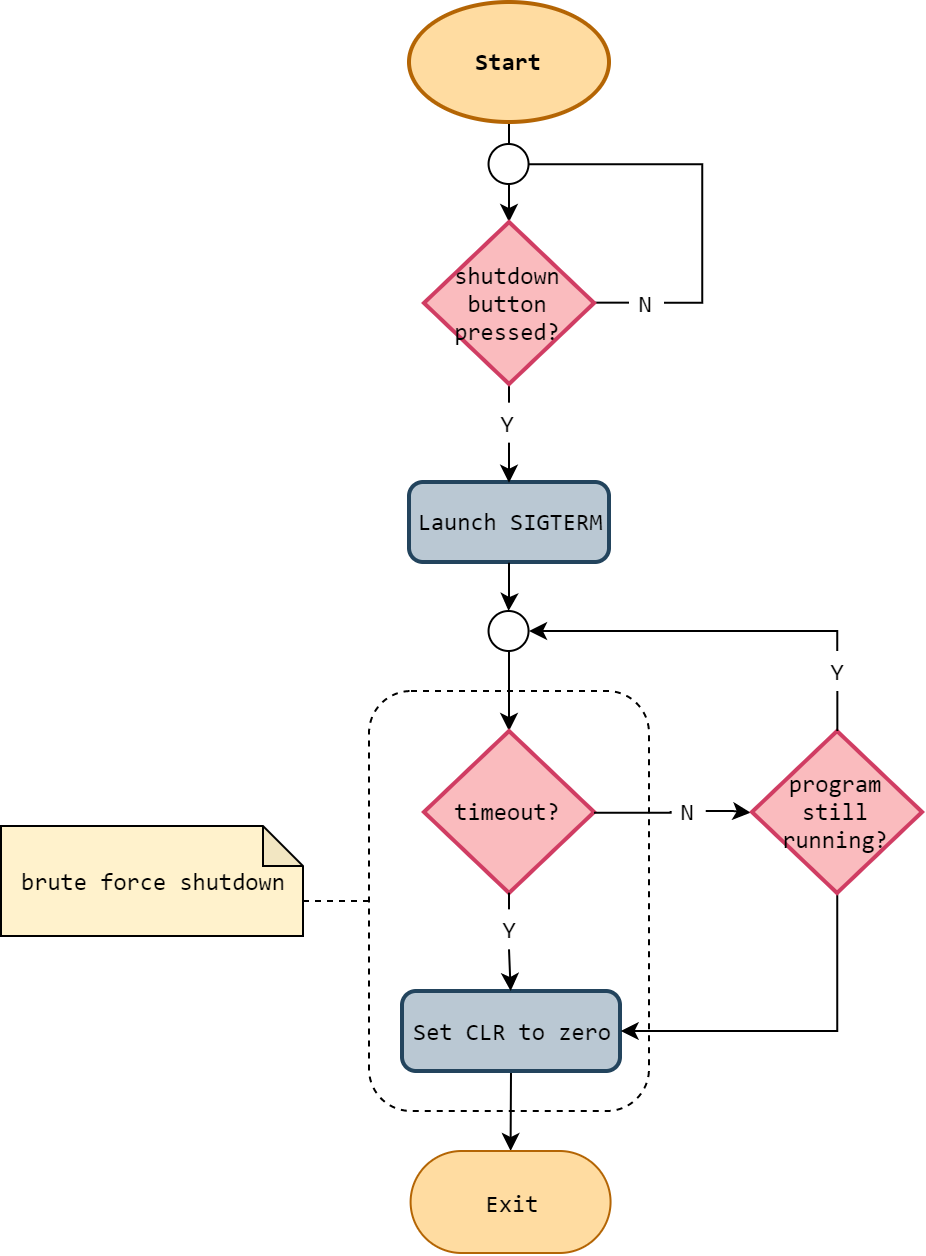 Start
shutdown
button
pressed?
N
Y
Launch SIGTERM
Y
timeout?
N
program
still
running?
brute force shutdown
Y
Set CLR to zero
Exit